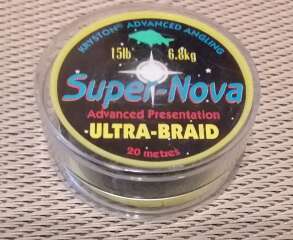 KRYSTON® ADVANCED ANGLING
15lb 6.8kg
Super-Nova
Advanced Presentation
ULTRA-BRAID
20 metres